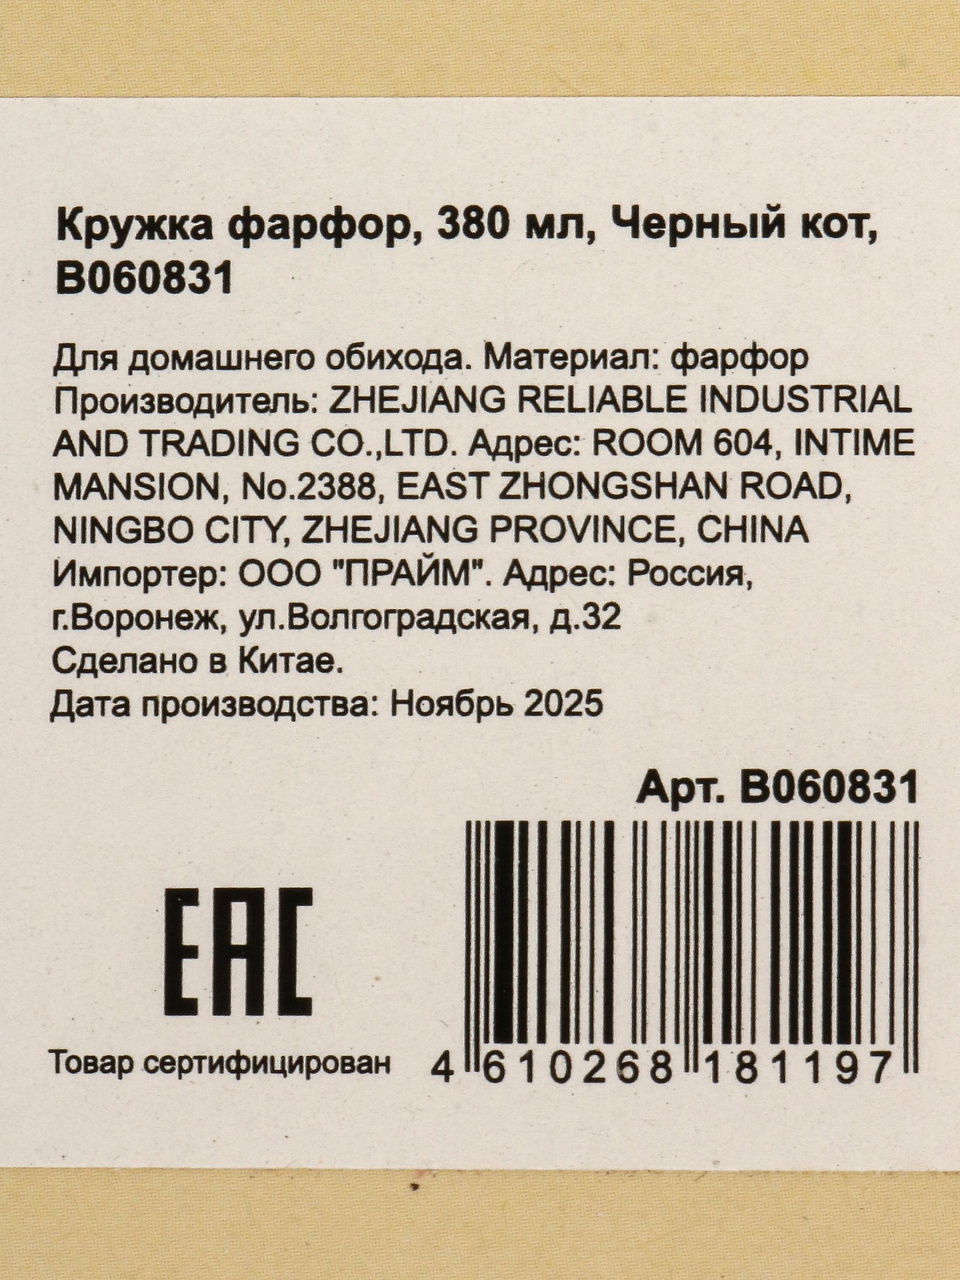 Кружка фарфор, 380 мл, Черный кот,
B060831
Для домашнего обихода. Материал: фарфор
Производитель: ZHEJIANG RELIABLE INDUSTRIAL
AND TRADING CO.,LTD. Адрес: ROOM 604, INTIME
MANSION, No.2388, EAST ZHONGSHAN ROAD,
NINGBO CITY, ZHEJIANG PROVINCE, CHINA
Импортер: ООО "ПРАЙМ". Адрес: Россия,
г.Воронеж, ул.Волгоградская, д.32
Сделано в Китае.
Дата производства: Ноябрь 2025
Арт. B060831
EAC
Товар сертифицирован
4 610268 181197